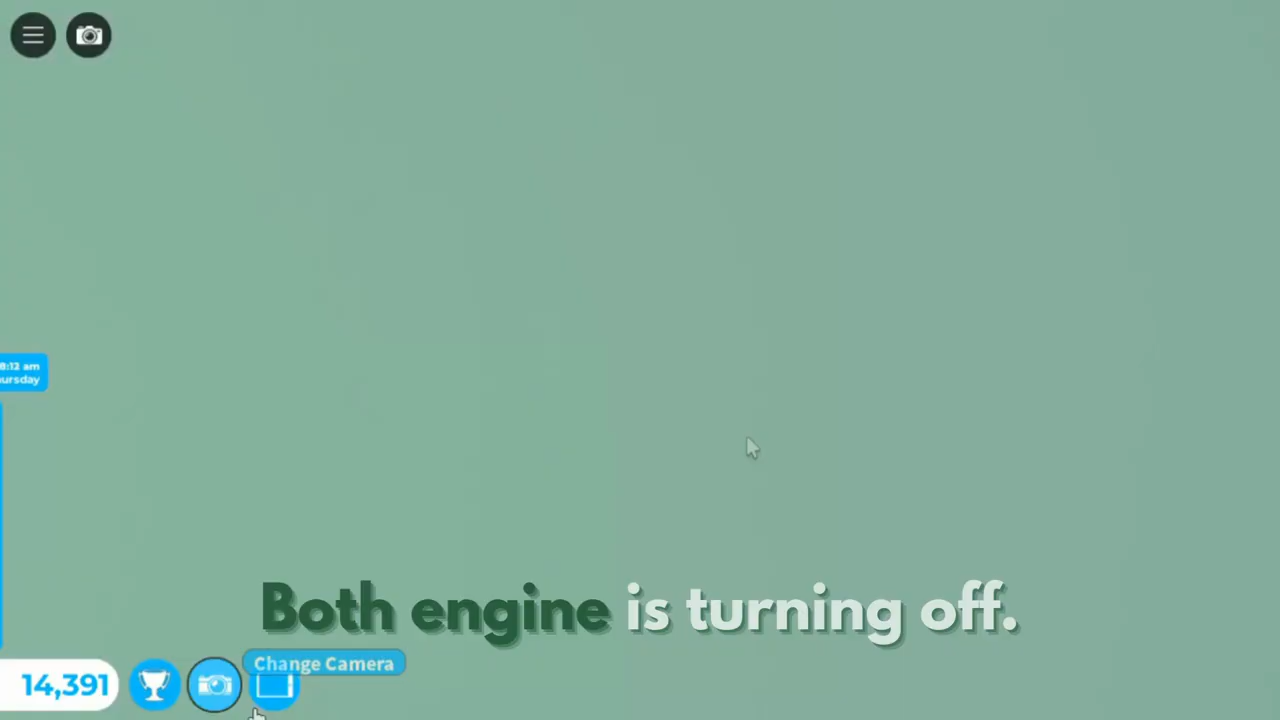 8:12 am
ursday
Both engine is turning off.
Change Camera
14,391